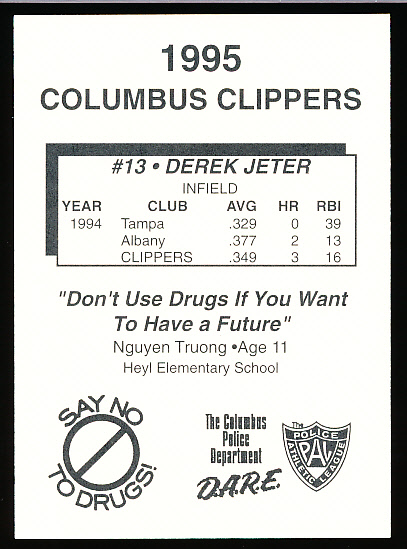 1995
COLUMBUS CLIPPERS
#13 • DEREK JETER
INFIELD
YEAR CLUB AVG HR RBI
1994 Tampa .329 0 39
Albany .377 2 13
CLIPPERS .349 3 16
"Don't Use Drugs If You Want
To Have a Future"
Nguyen Truong •Age 11
Heyl Elementary School
SAY NO
TO DRUGS!
The Columbus
Police
Department
D.A.R.E.
The
POLICE
PAL
ATHLETIC LEAGUE